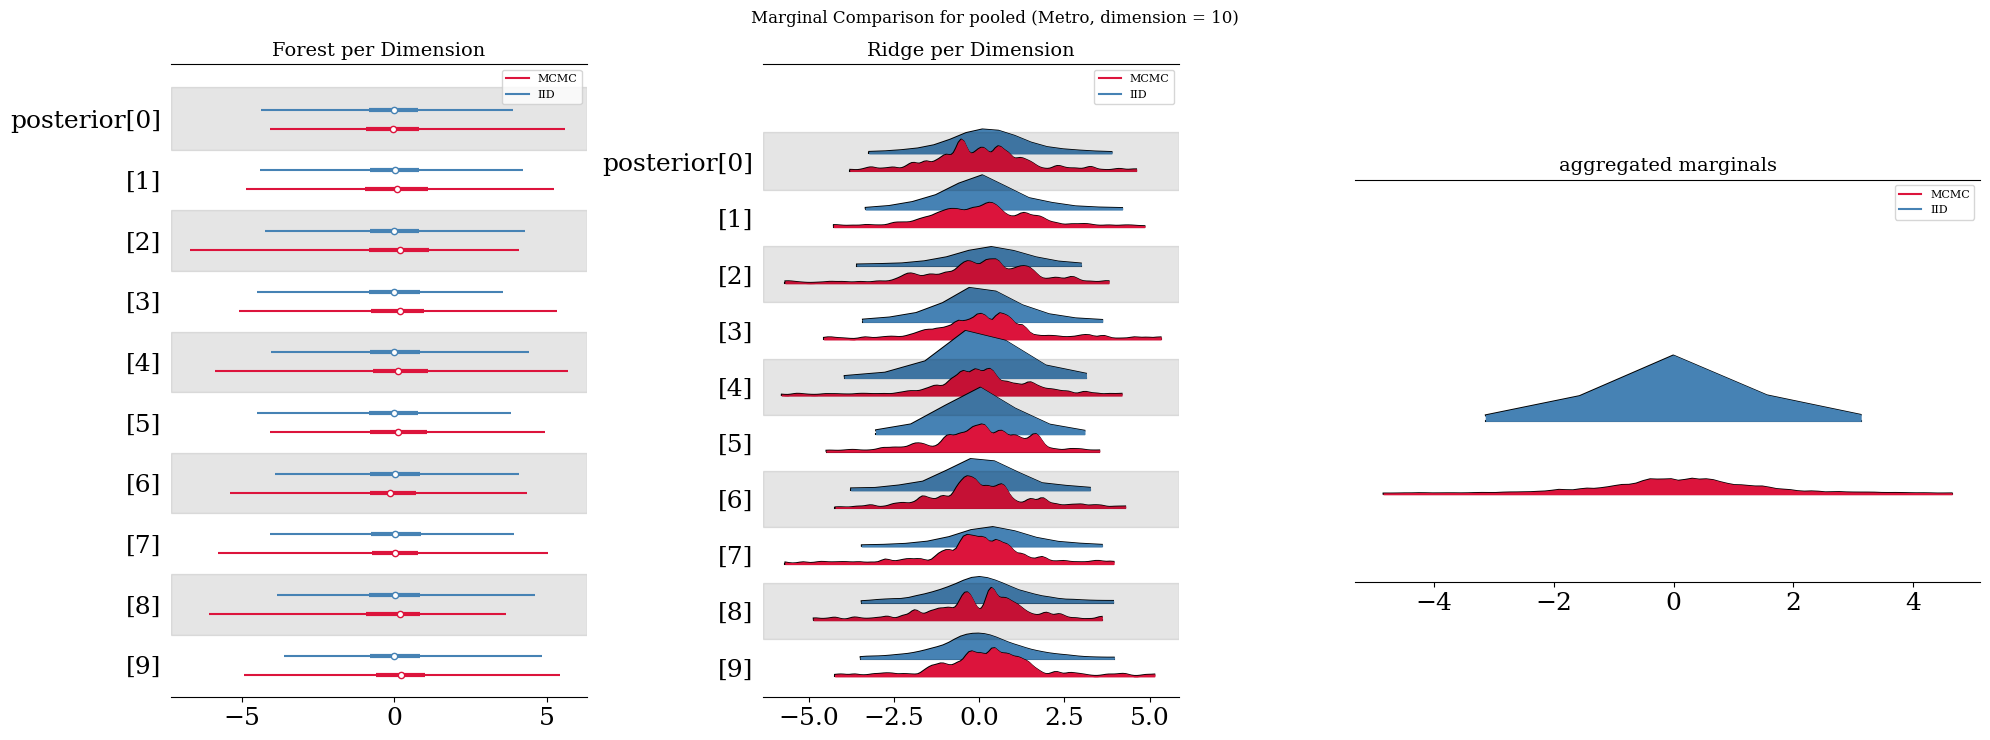 Marginal Comparison for pooled (Metro, dimension = 10)
Forest per Dimension
MCMC
IID
posterior[0]
[1]
[2]
[3]
[4]
[5]
[6]
[7]
[8]
[9]
−5 0 5
Ridge per Dimension
MCMC
IID
posterior[0]
[1]
[2]
[3]
[4]
[5]
[6]
[7]
[8]
[9]
−5.0 −2.5 0.0 2.5 5.0
aggregated marginals
MCMC
IID
−4 −2 0 2 4